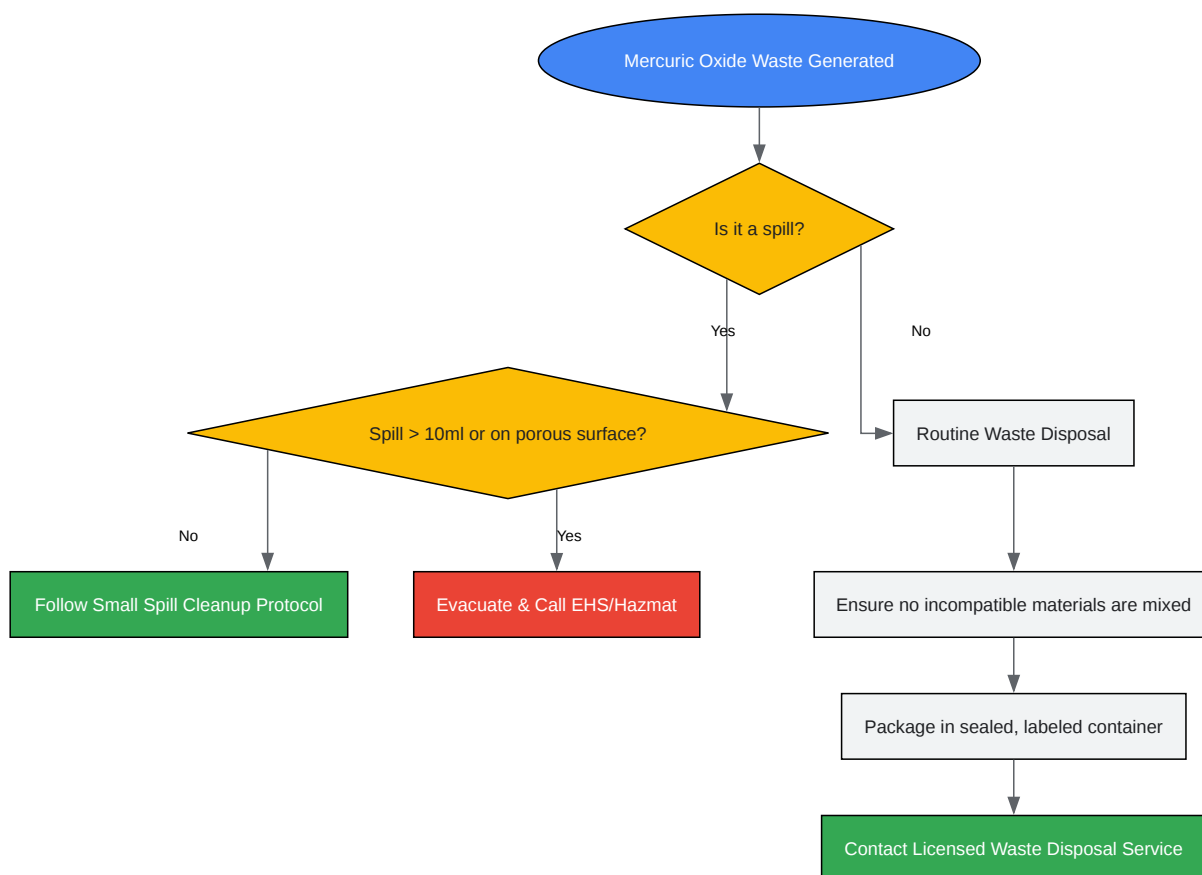 Mercuric Oxide Waste Generated
Is it a spill?
Yes
No
Spill > 10ml or on porous surface?
Routine Waste Disposal
No
Yes
Follow Small Spill Cleanup Protocol
Evacuate & Call EHS/Hazmat
Ensure no incompatible materials are mixed
Package in sealed, labeled container
Contact Licensed Waste Disposal Service